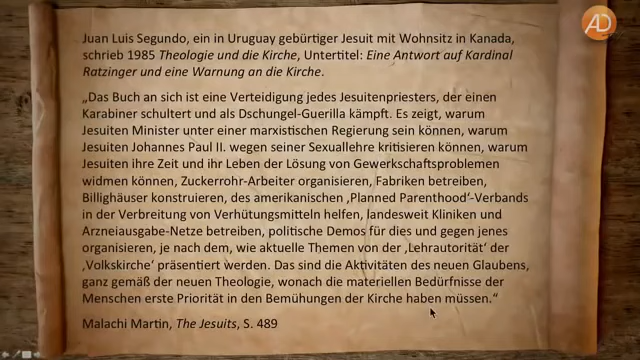 AD
Juan Luis Segundo, ein in Uruguay gebürtiger Jesuit mit Wohnsitz in Kanada,
schrieb 1985 Theologie und die Kirche, Untertitel: Eine Antwort auf Kardinal
Ratzinger und eine Warnung an die Kirche.
„Das Buch an sich ist eine Verteidigung jedes Jesuitenpriesters, der einen
Karabiner schultert und als Dschungel-Guerilla kämpft. Es zeigt, warum
Jesuiten Minister unter einer marxistischen Regierung sein können, warum
Jesuiten Johannes Paul II. wegen seiner Sexuallehre kritisieren können, warum
Jesuiten ihre Zeit und ihr Leben der Lösung von Gewerkschaftsproblemen
widmen können, Zuckerrohr-Arbeiter organisieren, Fabriken betreiben,
Billighäuser konstruieren, des amerikanischen ‚Planned Parenthood‘-Verbands
in der Verbreitung von Verhütungsmitteln helfen, landesweit Kliniken und
Arzneiausgabe-Netze betreiben, politische Demos für dies und gegen jenes
organisieren, je nach dem, wie aktuelle Themen von der ‚Lehrautorität‘ der
‚Volkskirche‘ präsentiert werden. Das sind die Aktivitäten des neuen Glaubens,
ganz gemäß der neuen Theologie, wonach die materiellen Bedürfnisse der
Menschen erste Priorität in den Bemühungen der Kirche haben müssen.“
Malachi Martin, The Jesuits, S. 489